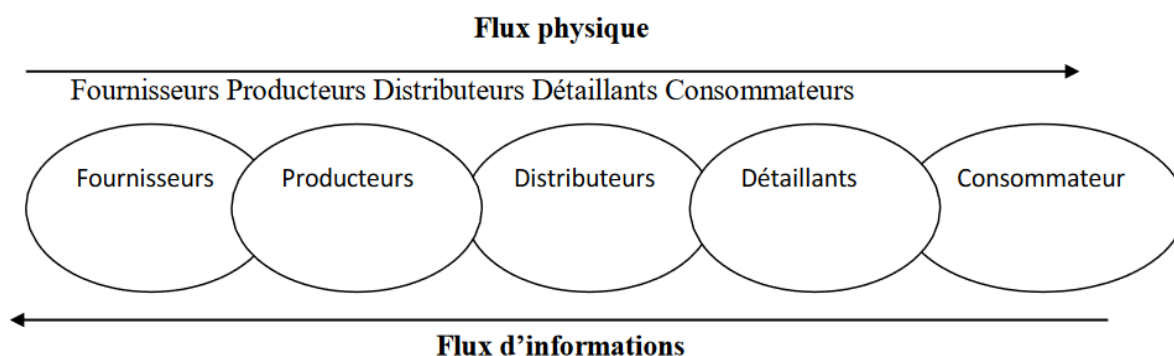 Flux physique
Fournisseurs Producteurs Distributeurs Détaillants Consommateurs
Fournisseurs Producteurs Distributeurs Détaillants Consommateur
Flux d’informations